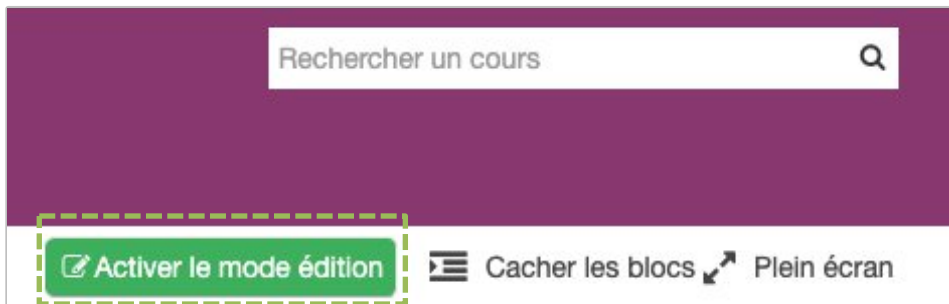 Rechercher un cours
Activer le mode édition Cacher les blocs Plein écran